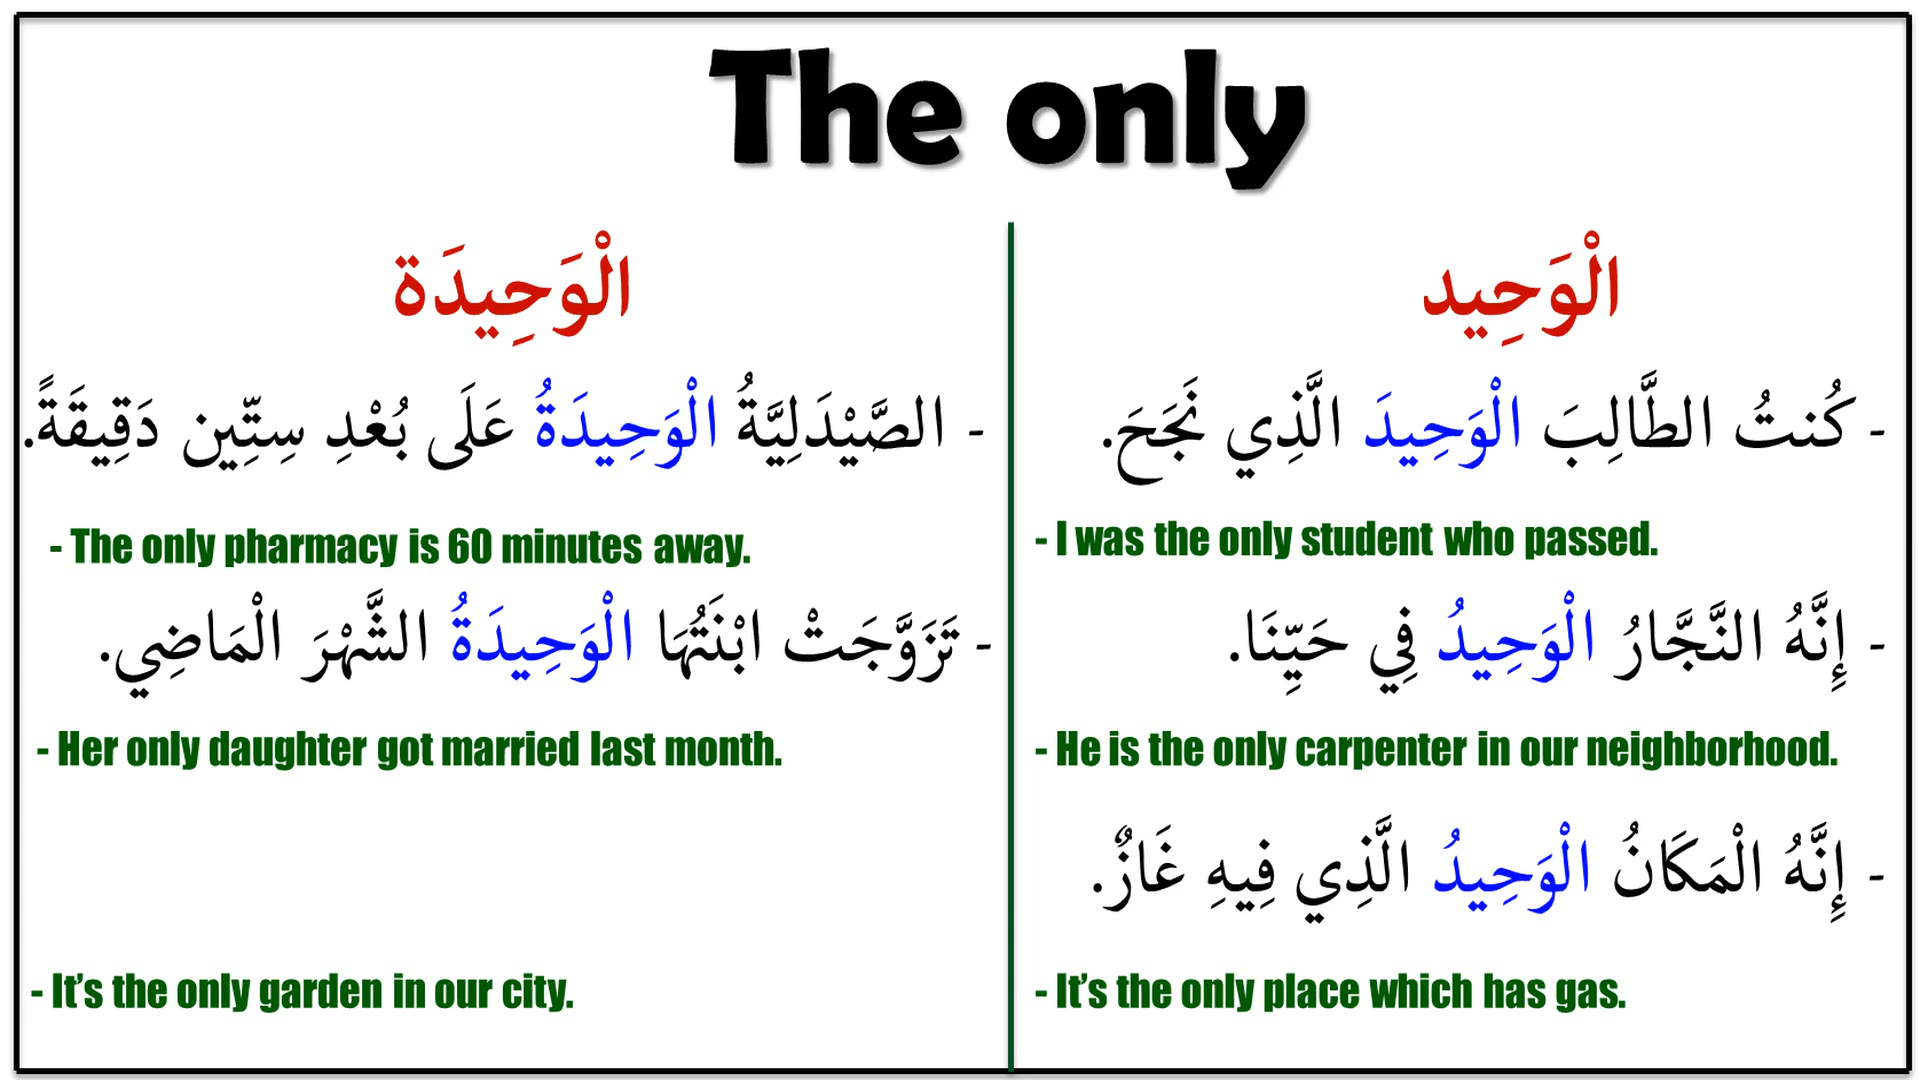 The only
الْوَحِيد
- كُنتُ الطَّالِبَ الْوَحِيدَ الَّذِي نَجَحَ.
- I was the only student who passed.
- إِنَّهُ النَّجَّارُ الْوَحِيدُ فِي حَيِّنَا.
- He is the only carpenter in our neighborhood.
- إِنَّهُ الْمَكَانُ الْوَحِيدُ الَّذِي فِيهِ غَازٌ.
- It’s the only place which has gas.
الْوَحِيدَة
- الصَّيْدَلِيَّةُ الْوَحِيدَةُ عَلَى بُعْدِ سِتِّين دَقِيقَةً.
- The only pharmacy is 60 minutes away.
- تَزَوَّجَتْ ابْنَتُهَا الْوَحِيدَةُ الشَّهْرَ الْمَاضِي.
- Her only daughter got married last month.
- It’s the only garden in our city.